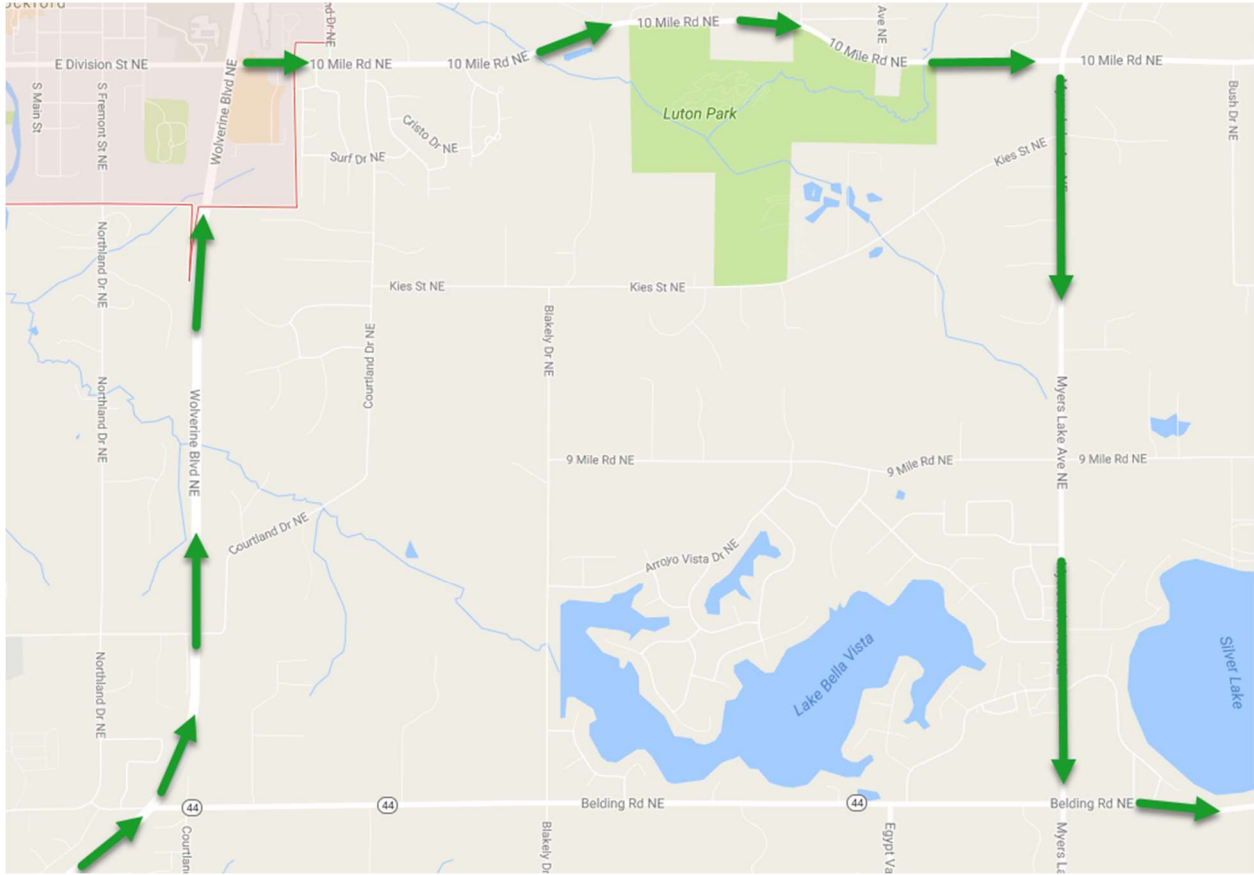 10 Mile Rd NE
Ave NE
E Division St NE
10 Mile Rd NE
10 Mile Rd NE
10 Mile Rd NE
10 Mile Rd NE
S Main St
S Fremont St NE
Wolverine Blvd NE
Luton Park
Bush Dr NE
Cristo Dr NE
Surf Dr NE
Kies St NE
Northland Dr NE
Kies St NE
Kies St NE
Blakely Dr NE
Courtland Dr NE
Northland Dr NE
Wolverine Blvd NE
Myers Lake Ave NE
9 Mile Rd NE
9 Mile Rd NE
9 Mile Rd NE
Courtland Dr NE
Arroyo Vista Dr NE
Lake Bella Vista
Silver Lake
Northland Dr NE
44
44
Belding Rd NE
44
Belding Rd NE